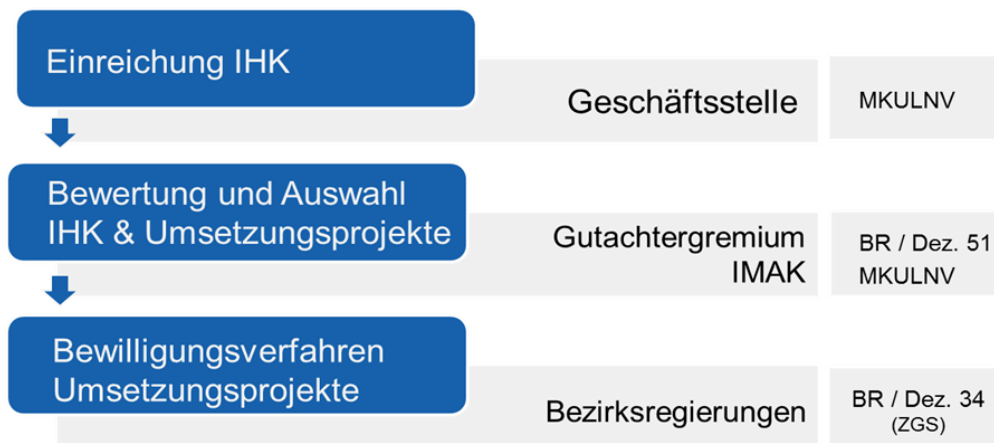 Einreichung IHK
Geschäftsstelle
MKULNV
Bewertung und Auswahl
IHK & Umsetzungsprojekte
Gutachtergremium
IMAK
BR / Dez. 51
MKULNV
Bewilligungsverfahren
Umsetzungsprojekte
Bezirksregierungen
BR / Dez. 34
(ZGS)